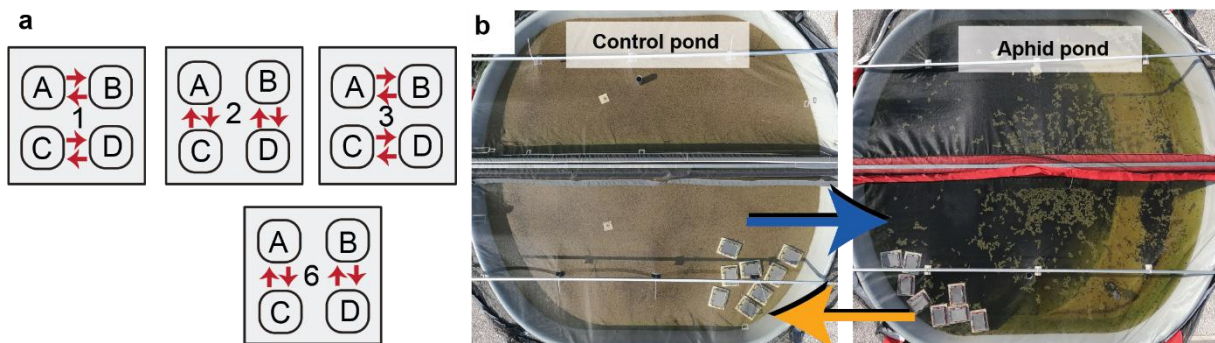 a
A B
1
C D
A B
2
C D
A B
3
C D
A B
6
C D
b
Control pond
Aphid pond